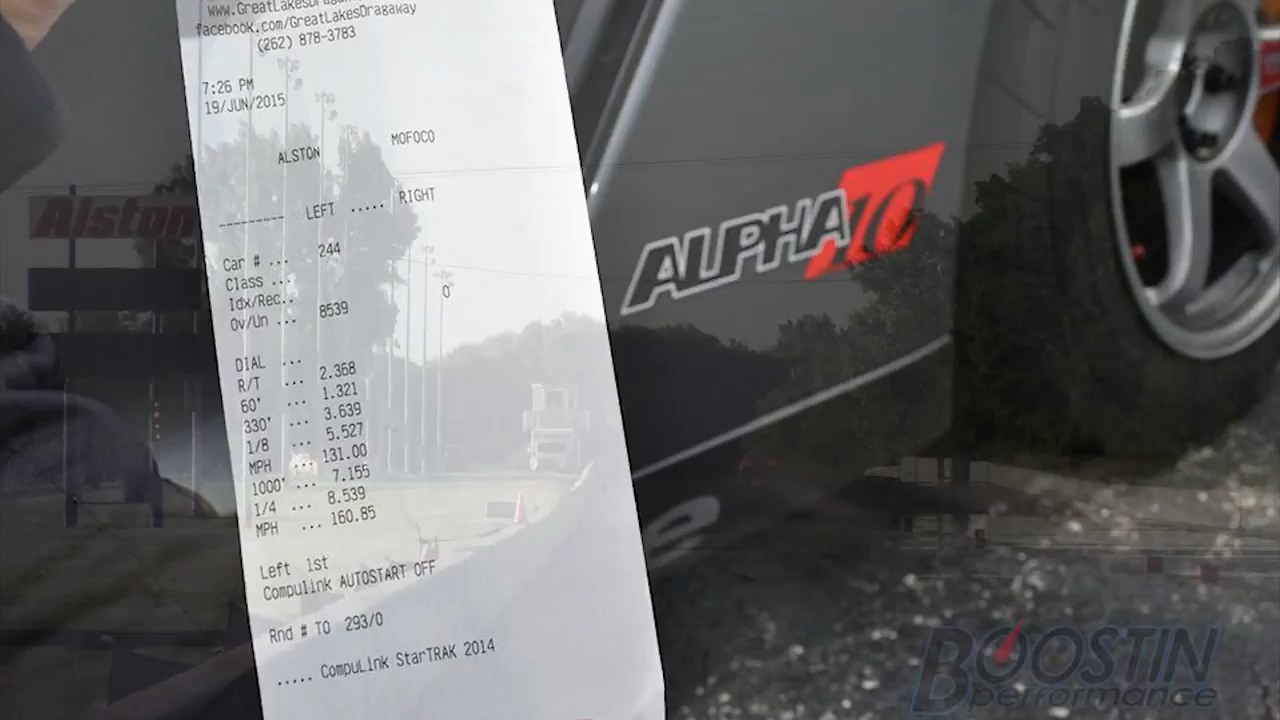 www.GreatLakesDragaway
facebook.com/GreatLakesDragaway
(262) 878-3783
7:26 PM
19/JUN/2015
ALSTON MOFOCO
--------- LEFT ..... RIGHT
Car # ... 244
Class ...
Idx/Rec.. 0
Ov/Un ... 8539
DIAL ...
R/T ... 2.368
60' ... 1.321
330' ... 3.639
1/8 ... 5.527
MPH ... 131.00
1000' ... 7.155
1/4 ... 8.539
MPH ... 160.85
Left 1st
Compulink AUTOSTART OFF
Rnd # TO 293/0
..... CompuLink StarTRAK 2014
Alston
ALPHA10
BOOSTIN
performance